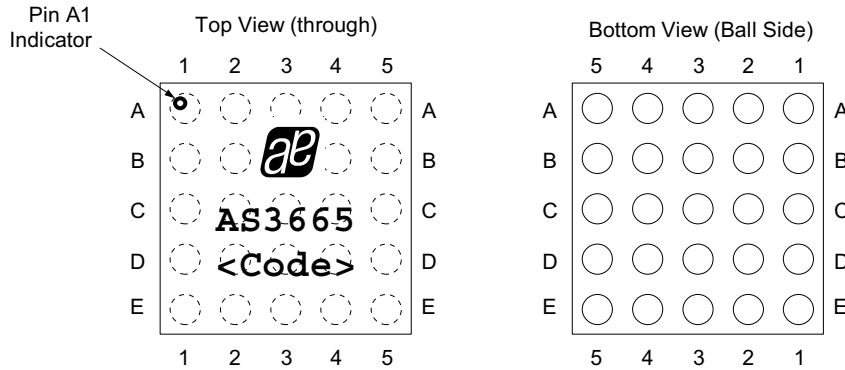 Pin A1
Indicator
Top View (through)
1 2 3 4 5
A A
B B
C C
D D
E E
AS3665
<Code>
1 2 3 4 5
Bottom View (Ball Side)
5 4 3 2 1
A A
B B
C C
D D
E E
5 4 3 2 1